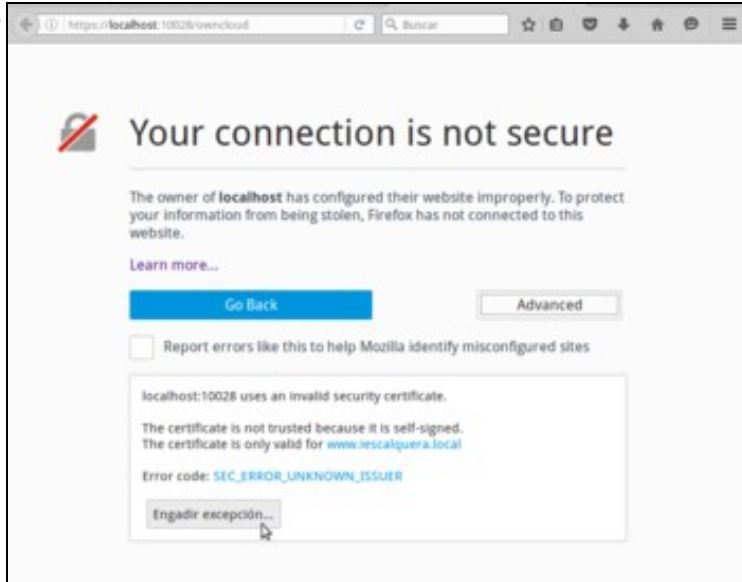 https://localhost:10028/owncloud
Buscar
Your connection is not secure
The owner of localhost has configured their website improperly. To protect
your information from being stolen, Firefox has not connected to this
website.
Learn more...
Go Back
Advanced
Report errors like this to help Mozilla identify misconfigured sites
localhost:10028 uses an invalid security certificate.
The certificate is not trusted because it is self-signed.
The certificate is only valid for www.iescalquera.local
Error code: SEC_ERROR_UNKNOWN_ISSUER
Engadir excepción...